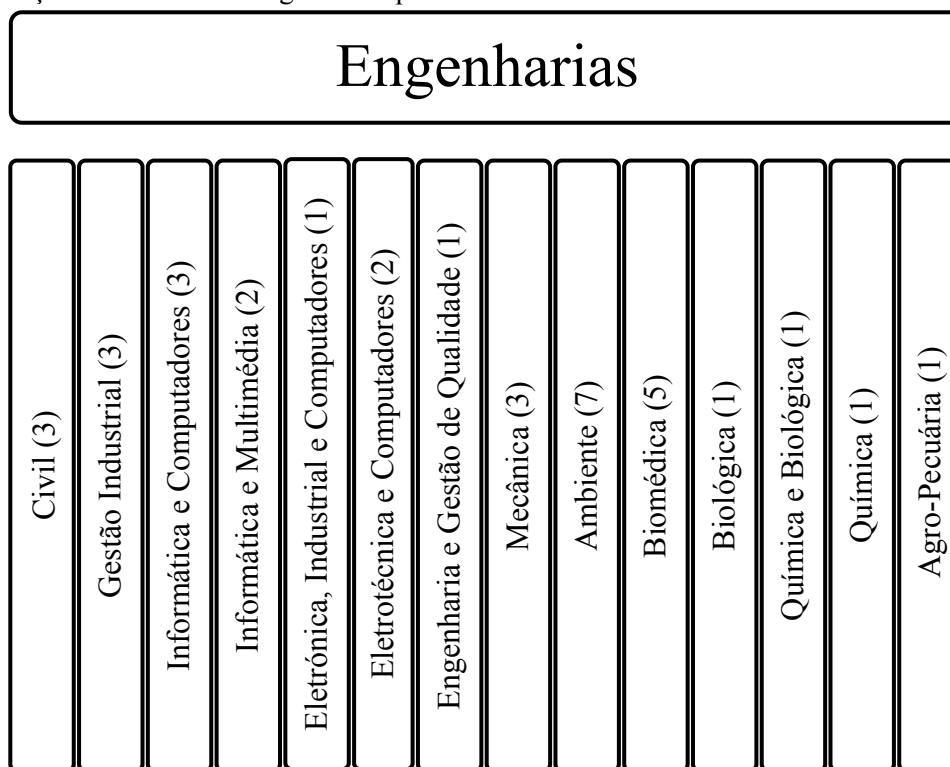 Engenharias
Civil (3)
Gestão Industrial (3)
Informática e Computadores (3)
Informática e Multimédia (2)
Eletrónica, Industrial e Computadores (1)
Eletrotécnica e Computadores (2)
Engenharia e Gestão de Qualidade (1)
Mecânica (3)
Ambiente (7)
Biomédica (5)
Biológica (1)
Química e Biológica (1)
Química (1)
Agro-Pecuária (1)